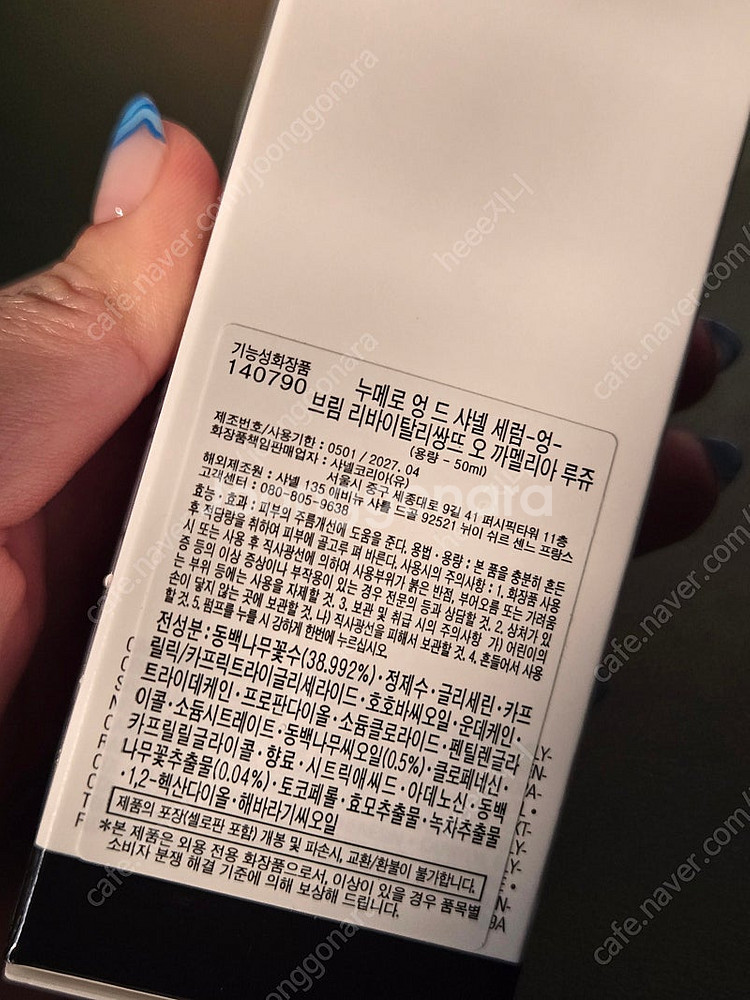 기능성화장품
140790
누메로 엉 드 샤넬 세럼-엉-
브림 리바이탈리쌍뜨 오 까멜리아 루쥬
(용량 - 50ml)
제조번호/사용기한 : 0501 / 2027. 04
화장품책임판매업자 : 샤넬코리아(유)
서울시 중구 세종대로 9길 41 퍼시픽타워 11층
해외제조원 : 샤넬 135 애비뉴 샤를 드골 92521 뉘이 쉬르 센느 프랑스
고객센터 : 080-805-9638
효능·효과 : 피부의 주름개선에 도움을 준다. 용법·용량 : 본 품을 충분히 흔든
후 적당량을 취하여 피부에 골고루 펴 바른다. 사용시의 주의사항 : 1. 화장품 사용
시 또는 사용 후 직사광선에 의하여 사용부위가 붉은 반점, 부어오름 또는 가려움
증 등의 이상 증상이나 부작용이 있는 경우 전문의 등과 상담할 것. 2. 상처가 있
는 부위 등에는 사용을 자제할 것. 3. 보관 및 취급 시의 주의사항 가) 어린이의
손이 닿지 않는 곳에 보관할 것. 나) 직사광선을 피해서 보관할 것. 4. 흔들어서 사용
할 것. 5. 펌프를 누를 시 강하게 한번에 누르십시오.
전성분 : 동백나무꽃수(38.992%)·정제수·글리세린·카프
릴릭/카프릭트라이글리세라이드·호호바씨오일·운데케인·
트라이데케인·프로판다이올·소듐클로라이드·펜틸렌글라
이콜·소듐시트레이트·동백나무씨오일(0.5%)·클로페네신·
카프릴릴글라이콜·향료·시트릭애씨드·아데노신·동백
나무꽃추출물(0.04%)·토코페롤·효모추출물·녹차추출물
·1,2-헥산다이올·해바라기씨오일
제품의 포장(셀로판 포함) 개봉 및 파손시, 교환/환불이 불가합니다.
*본 제품은 외용 전용 화장품으로서, 이상이 있을 경우 품목별
소비자 분쟁 해결 기준에 의해 보상해 드립니다.
joonggonara
cafe.naver.com/joonggonara
heee지니